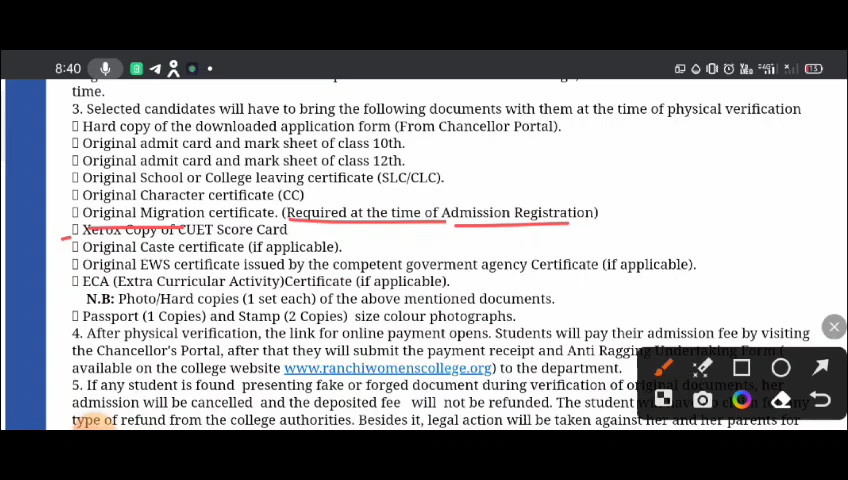 8:40
time.
3. Selected candidates will have to bring the following documents with them at the time of physical verification
Hard copy of the downloaded application form (From Chancellor Portal).
Original admit card and mark sheet of class 10th.
Original admit card and mark sheet of class 12th.
Original School or College leaving certificate (SLC/CLC).
Original Character certificate (CC)
Original Migration certificate. (Required at the time of Admission Registration)
Xerox Copy of CUET Score Card
Original Caste certificate (if applicable).
Original EWS certificate issued by the competent goverment agency Certificate (if applicable).
ECA (Extra Curricular Activity)Certificate (if applicable).
N.B: Photo/Hard copies (1 set each) of the above mentioned documents.
Passport (1 Copies) and Stamp (2 Copies) size colour photographs.
4. After physical verification, the link for online payment opens. Students will pay their admission fee by visiting
the Chancellor's Portal, after that they will submit the payment receipt and Anti Ragging Undertaking Form (
available on the college website www.ranchiwomenscollege.org) to the department.
5. If any student is found presenting fake or forged document during verification of original documents, her
admission will be cancelled and the deposited fee will not be refunded. The student will have to claim for any
type of refund from the college authorities. Besides it, legal action will be taken against her and her parents for